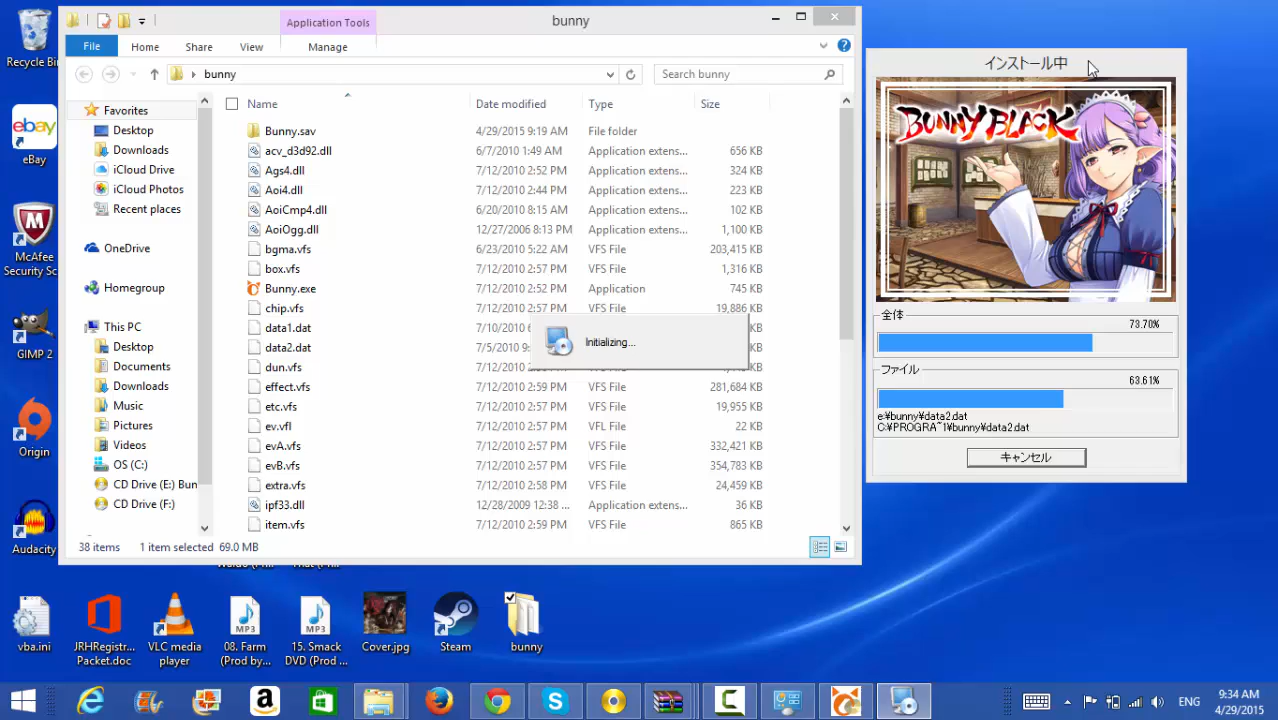 Application Tools
bunny
File
Home
Share
View
Manage
bunny
Search bunny
Favorites
Desktop
Downloads
iCloud Drive
iCloud Photos
Recent places
OneDrive
Homegroup
This PC
Desktop
Documents
Downloads
Music
Pictures
Videos
OS (C:)
CD Drive (E:) Bun
CD Drive (F:)
Name Date modified Type Size
Bunny.sav 4/29/2015 9:19 AM File folder
acv_d3d92.dll 6/7/2010 1:49 AM Application extens... 656 KB
Ags4.dll 7/12/2010 2:52 PM Application extens... 324 KB
Aoi4.dll 7/12/2010 2:44 PM Application extens... 223 KB
AoiCmp4.dll 6/20/2010 8:15 AM Application extens... 102 KB
AoiOgg.dll 12/27/2006 8:13 PM Application extens... 1,100 KB
bgma.vfs 6/23/2010 5:22 AM VFS File 203,415 KB
box.vfs 7/12/2010 2:57 PM VFS File 1,316 KB
Bunny.exe 7/12/2010 2:52 PM Application 745 KB
chip.vfs 7/12/2010 2:57 PM VFS File 19,886 KB
data1.dat 7/10/2010
data2.dat 7/5/2010
dun.vfs
effect.vfs 7/12/2010 2:59 PM VFS File 281,684 KB
etc.vfs 7/12/2010 2:57 PM VFS File 19,955 KB
ev.vfl 7/12/2010 2:57 PM VFL File 22 KB
evA.vfs 7/12/2010 2:57 PM VFS File 332,421 KB
evB.vfs 7/12/2010 2:57 PM VFS File 354,783 KB
extra.vfs 7/12/2010 2:58 PM VFS File 24,459 KB
ipf33.dll 12/28/2009 12:38 ... Application extens... 36 KB
item.vfs 7/12/2010 2:59 PM VFS File 865 KB
38 items 1 item selected 69.0 MB
Initializing...
インストール中
BUNNY BLACK
全体
73.70%
ファイル
63.61%
e:¥bunny¥data2.dat
C:¥PROGRA~1¥bunny¥data2.dat
キャンセル
Recycle Bin
ebay
eBay
McAfee
Security Sc
GIMP 2
Origin
Audacity
vba.ini
JRHRegistr...
Packet.doc
VLC media
player
MP3
08. Farm
(Prod by...
MP3
15. Smack
DVD (Prod ...
Cover.jpg
Steam
bunny
ENG
9:34 AM
4/29/2015